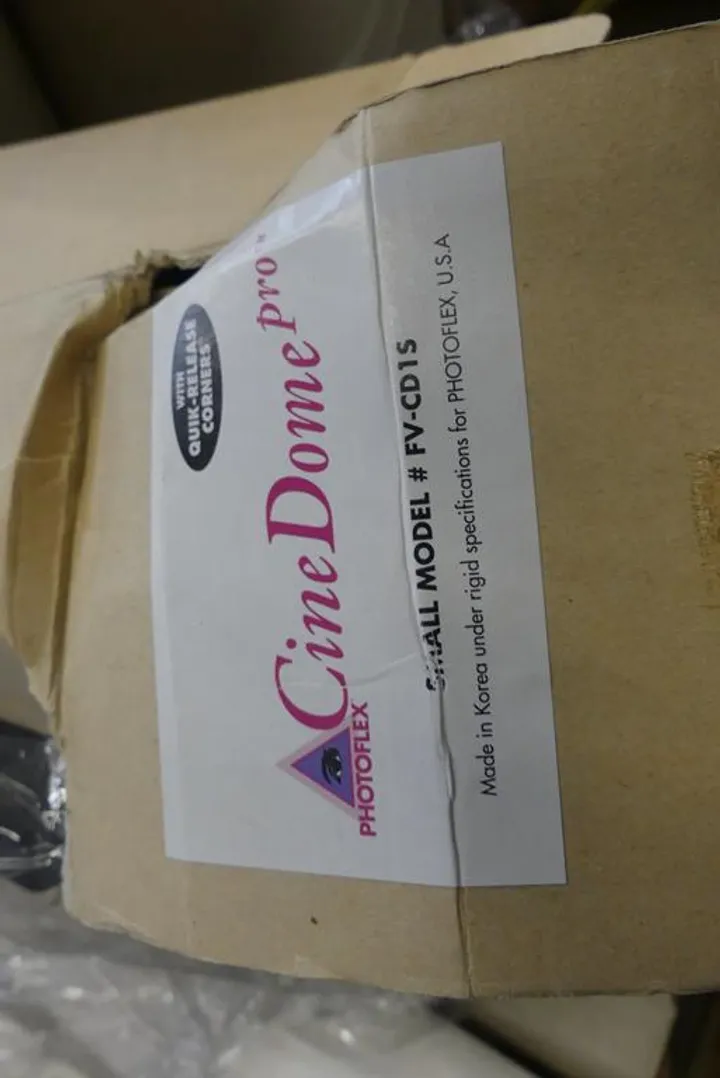 WITH
QUIK-RELEASE
CORNERS
CineDome pro™
PHOTOFLEX
SMALL MODEL # FV-CD1S
Made in Korea under rigid specifications for PHOTOFLEX, U.S.A